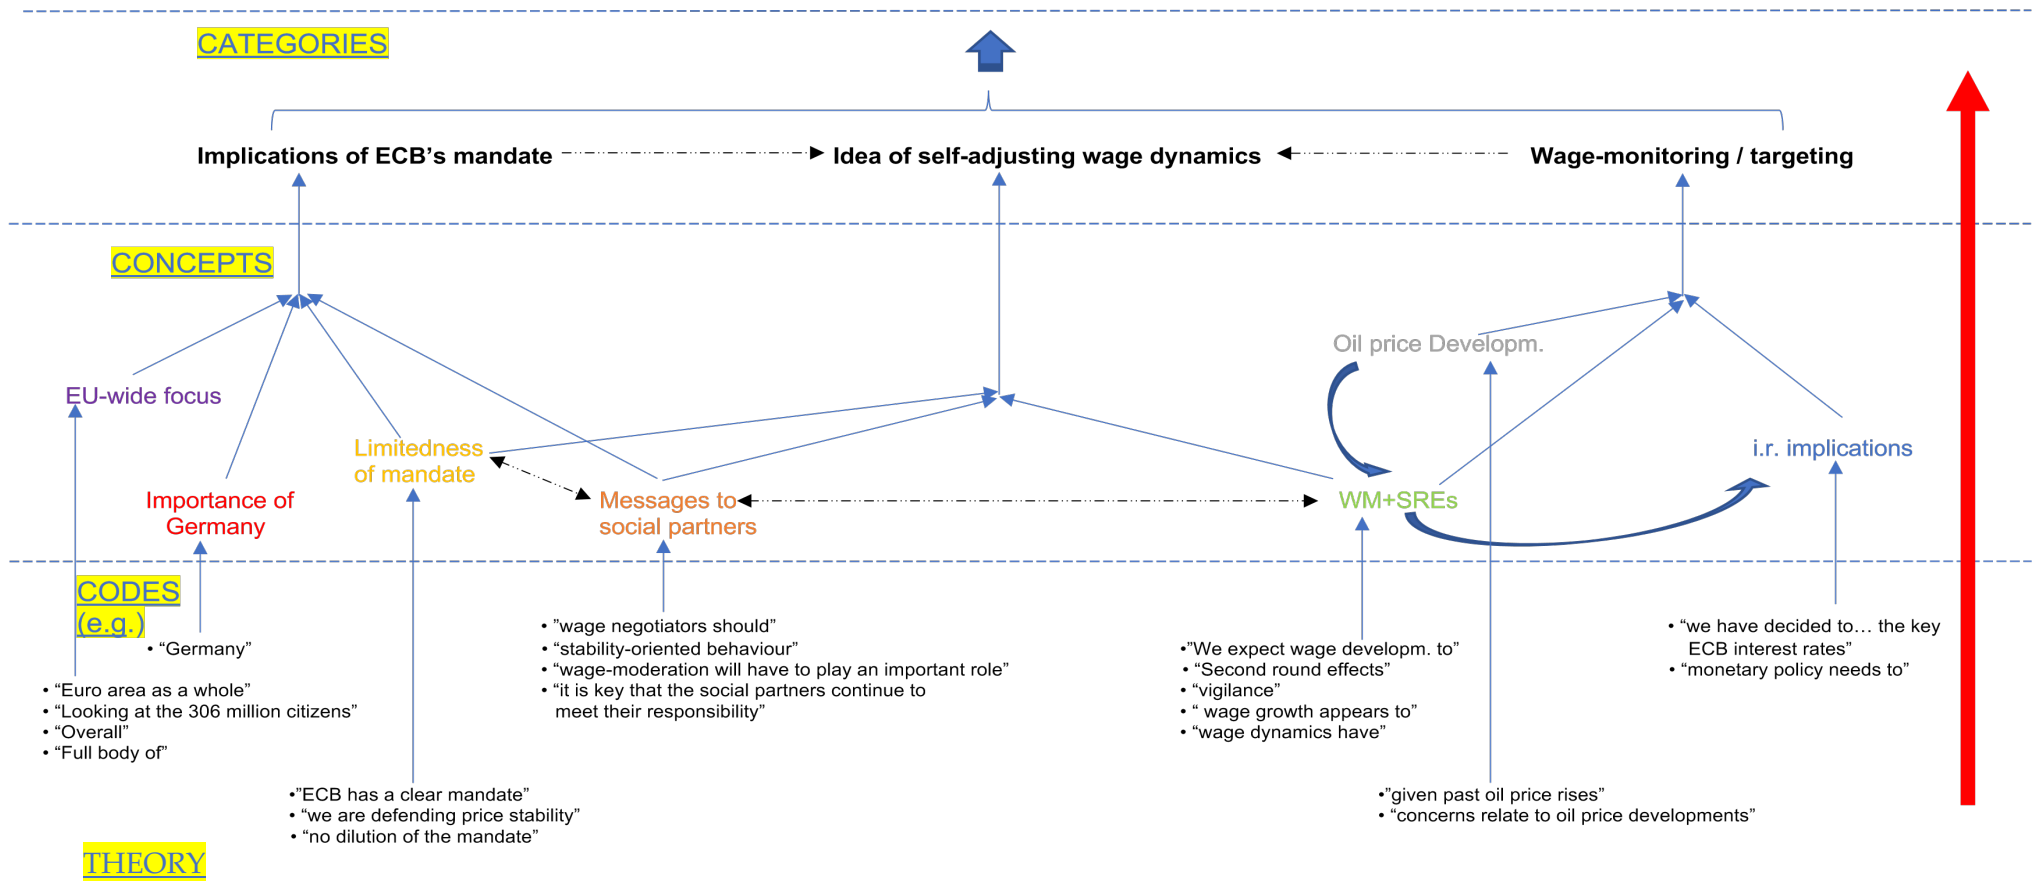 CATEGORIES
Implications of ECB’s mandate
Idea of self-adjusting wage dynamics
Wage-monitoring / targeting
CONCEPTS
Oil price Developm.
EU-wide focus
Limitedness
of mandate
i.r. implications
Importance of
Germany
Messages to
social partners
WM+SREs
CODES
(e.g.)
• “Germany”
• ”wage negotiators should”
• “stability-oriented behaviour”
• “wage-moderation will have to play an important role”
• “it is key that the social partners continue to
meet their responsibility”
•”We expect wage developm. to”
• “Second round effects”
• “vigilance”
• “ wage growth appears to”
• “wage dynamics have”
• “we have decided to… the key
ECB interest rates”
• “monetary policy needs to”
• “Euro area as a whole”
• “Looking at the 306 million citizens”
• “Overall”
• “Full body of”
•”ECB has a clear mandate”
• “we are defending price stability”
• “no dilution of the mandate”
•”given past oil price rises”
• “concerns relate to oil price developments”
THEORY